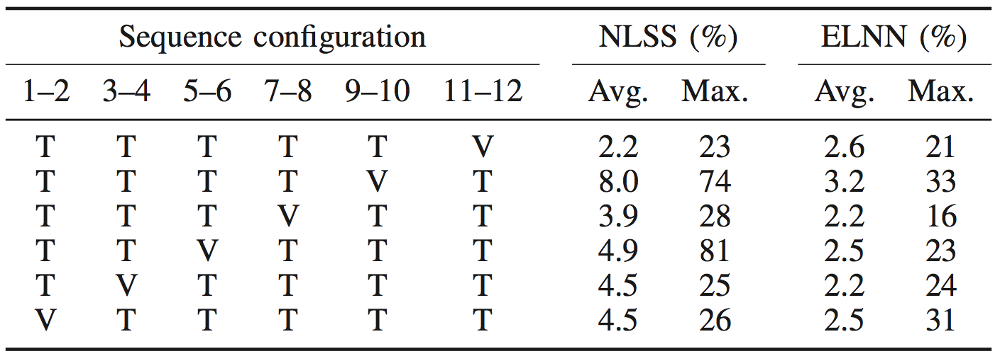 Sequence configuration NLSS (%) ELNN (%)
1–2 3–4 5–6 7–8 9–10 11–12 Avg. Max. Avg. Max.
T T T T T V 2.2 23 2.6 21
T T T T V T 8.0 74 3.2 33
T T T V T T 3.9 28 2.2 16
T T V T T T 4.9 81 2.5 23
T V T T T T 4.5 25 2.2 24
V T T T T T 4.5 26 2.5 31